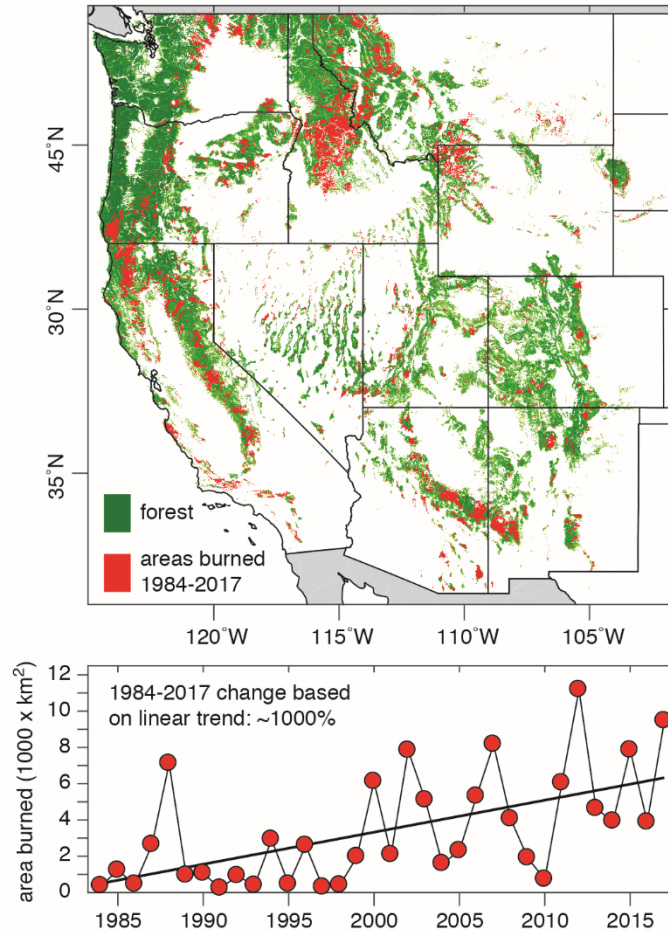 45°N
30°N
35°N
forest
areas burned
1984-2017
120°W
115°W
110°W
105°W
area burned (1000 x km²)
12
10
8
6
4
2
0
1984-2017 change based
on linear trend: ~1000%
1985
1990
1995
2000
2005
2010
2015